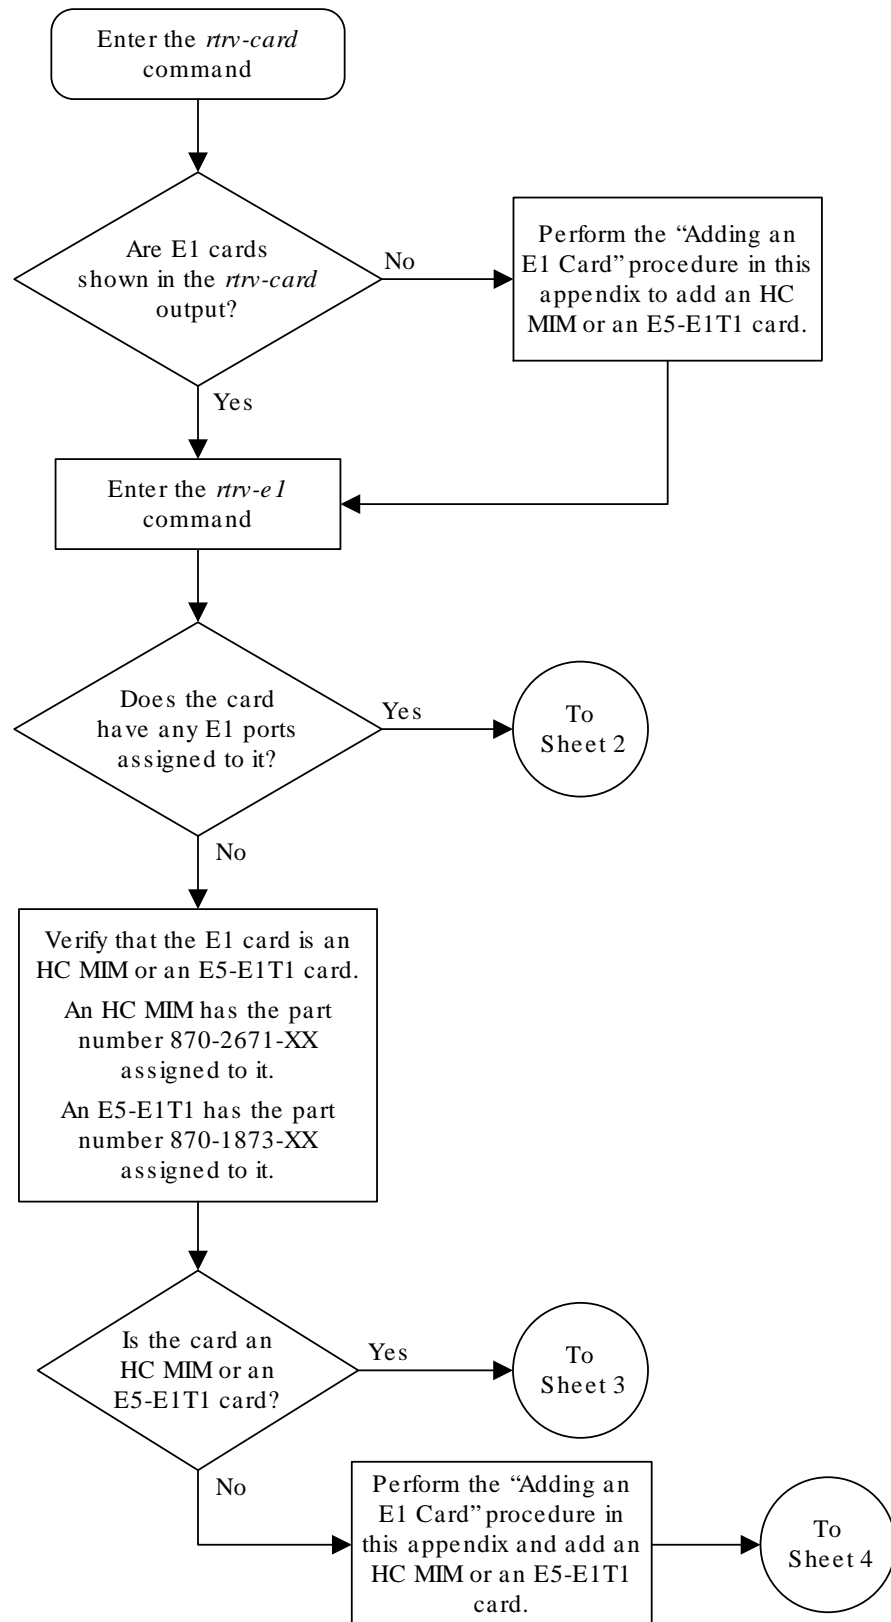 Enter the rtrv-card
command
Are E1 cards
shown in the rtrv-card
output?
No
Perform the “Adding an
E1 Card” procedure in this
appendix to add an HC
MIM or an E5-E1T1 card.
Yes
Enter the rtrv-e1
command
Does the card
have any E1 ports
assigned to it?
Yes
To
Sheet 2
No
Verify that the E1 card is an
HC MIM or an E5-E1T1 card.
An HC MIM has the part
number 870-2671-XX
assigned to it.
An E5-E1T1 has the part
number 870-1873-XX
assigned to it.
Is the card an
HC MIM or an
E5-E1T1 card?
Yes
To
Sheet 3
No
Perform the “Adding an
E1 Card” procedure in
this appendix and add an
HC MIM or an E5-E1T1
card.
To
Sheet 4